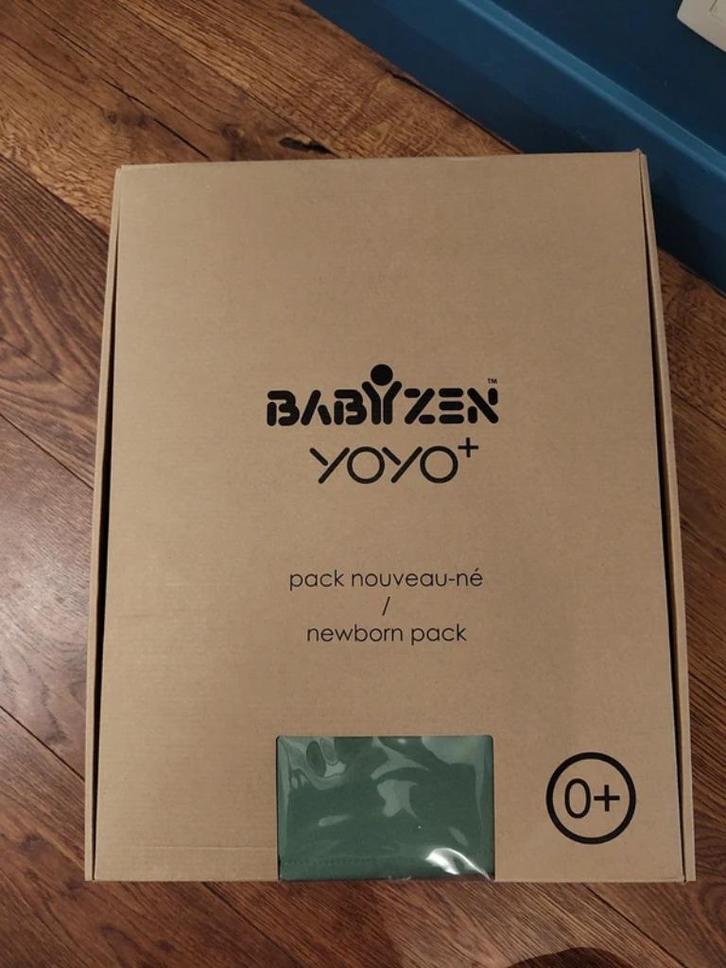 BABYZEN™
YOYO+
pack nouveau-né
/
newborn pack
0+